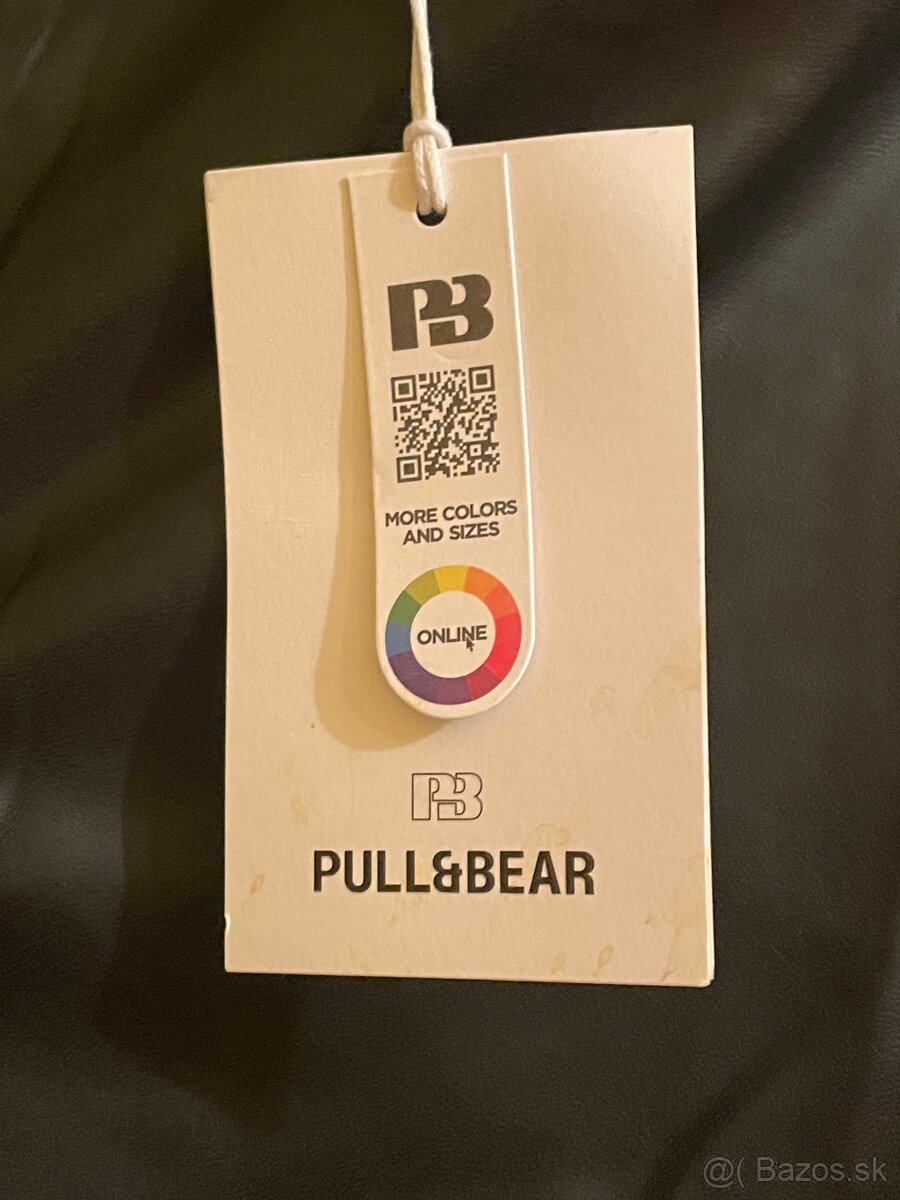 PB
MORE COLORS
AND SIZES
ONLINE
PB
PULL&BEAR
@( Bazos.sk